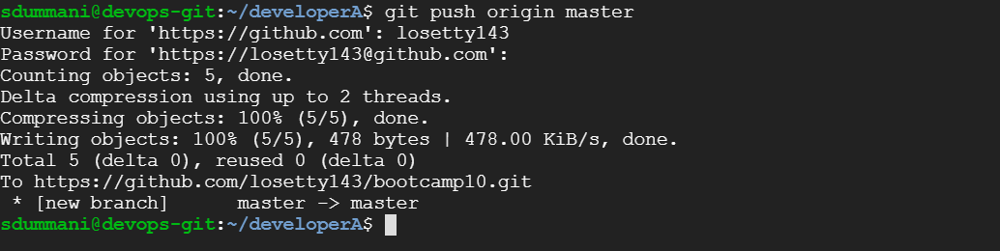 sdummani@devops-git:~/developerA$ git push origin master
Username for 'https://github.com': losetty143
Password for 'https://losetty143@github.com':
Counting objects: 5, done.
Delta compression using up to 2 threads.
Compressing objects: 100% (5/5), done.
Writing objects: 100% (5/5), 478 bytes | 478.00 KiB/s, done.
Total 5 (delta 0), reused 0 (delta 0)
To https://github.com/losetty143/bootcamp10.git
 * [new branch]      master -> master
sdummani@devops-git:~/developerA$